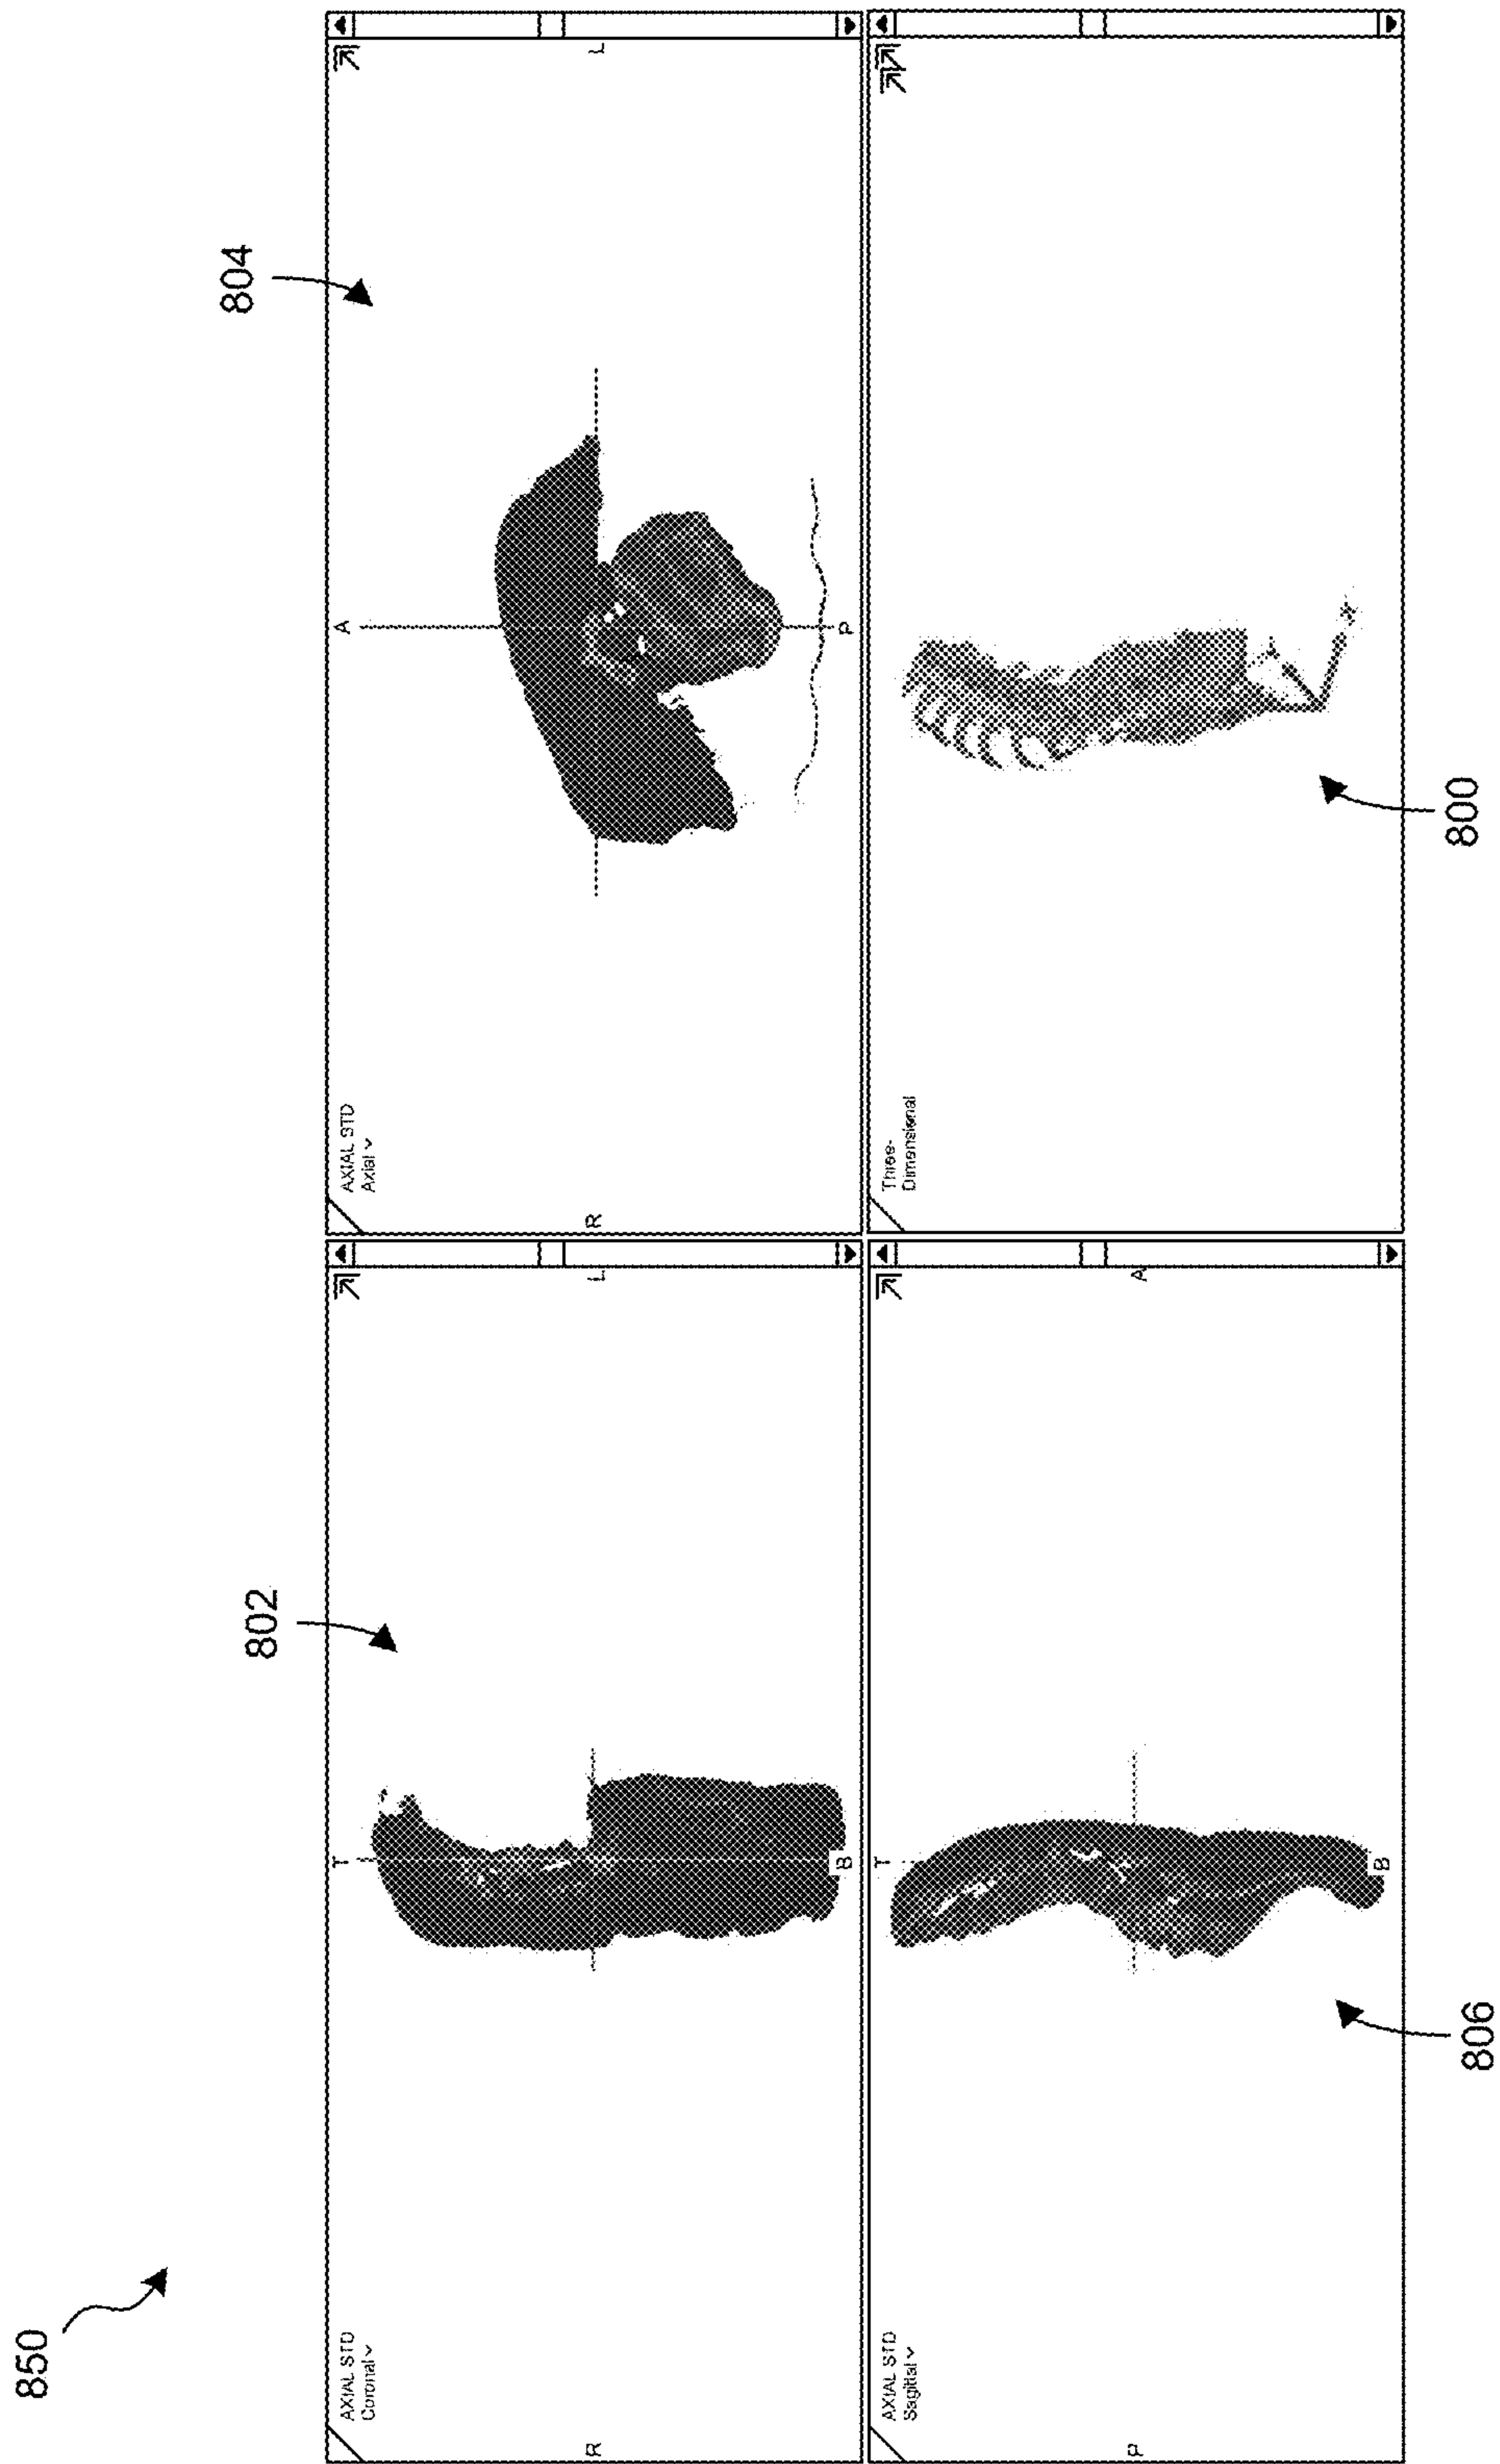 850
802
804
AXIAL STD
Coronal
T
R
L
B
AXIAL STD
Axial
A
R
L
P
AXIAL STD
Sagittal
T
P
A
B
Three-
Dimensional
806
800